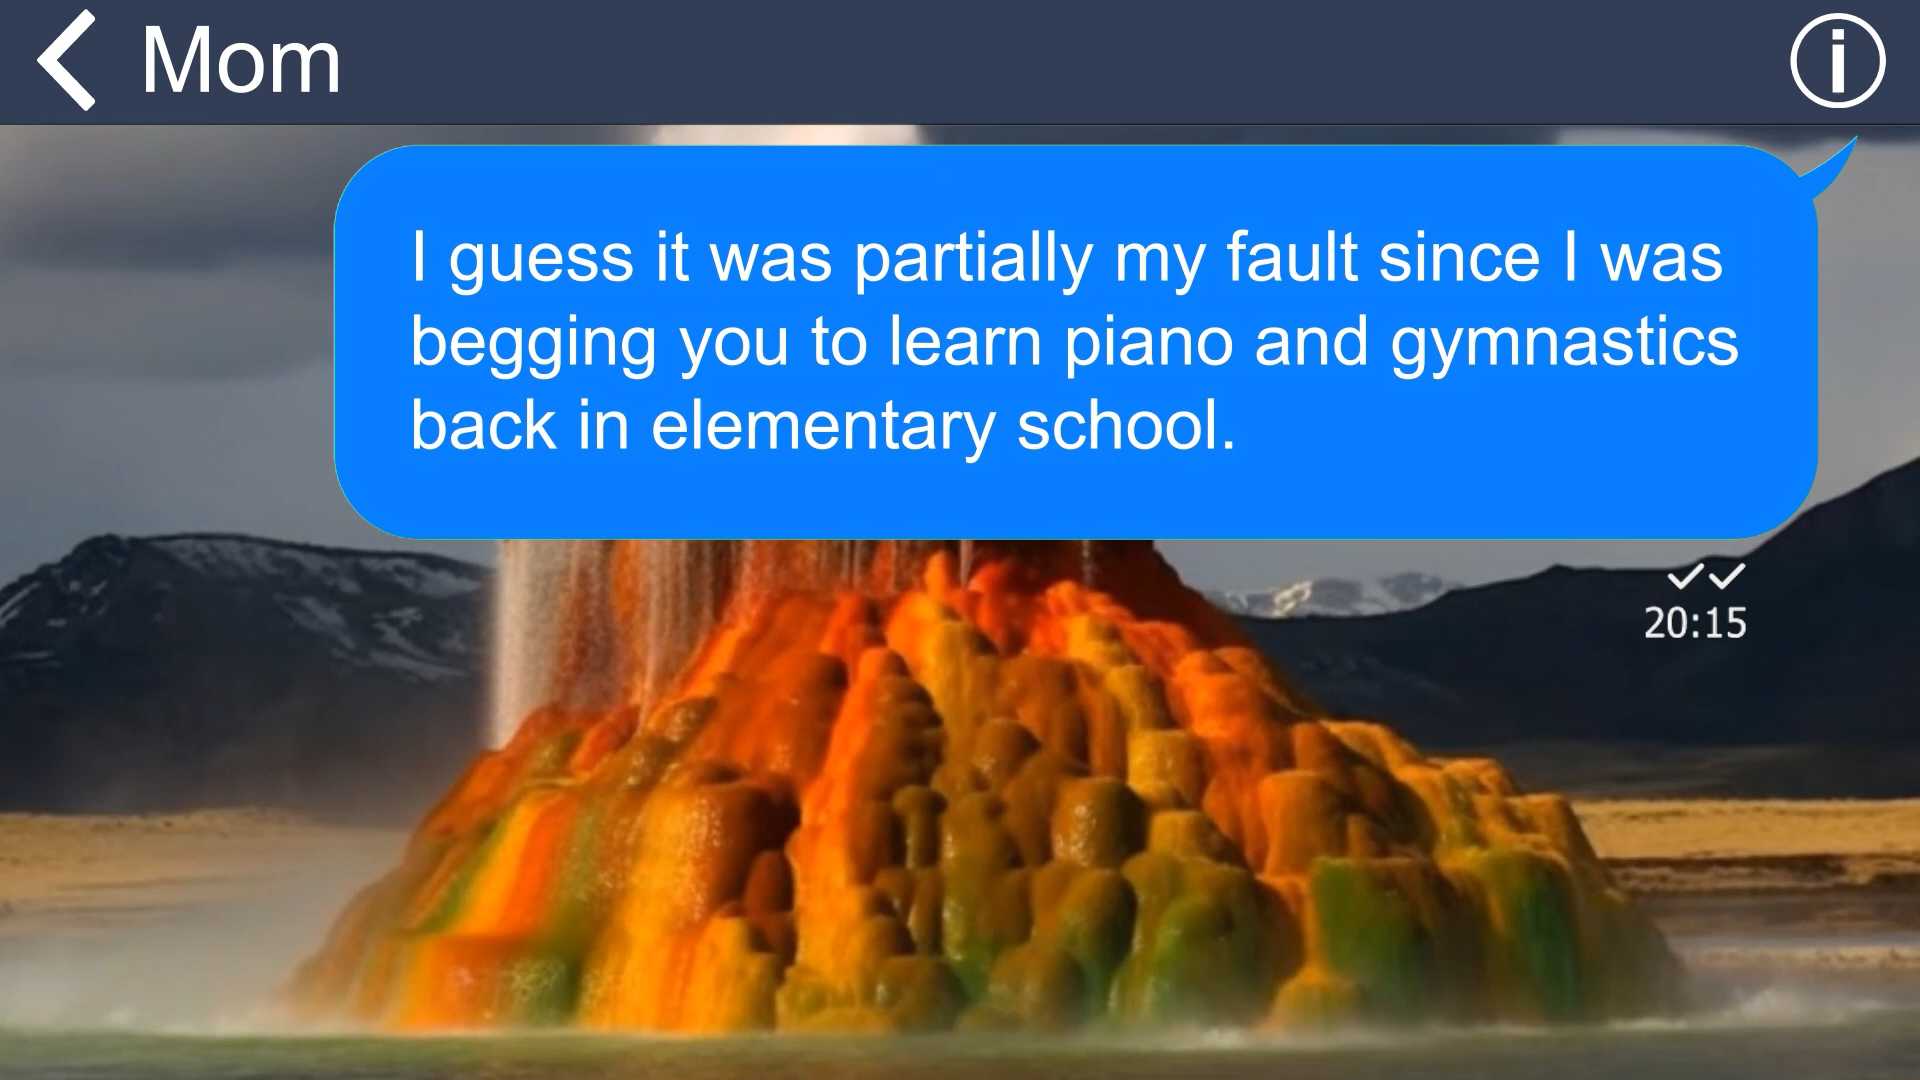 Mom
I guess it was partially my fault since I was
begging you to learn piano and gymnastics
back in elementary school.
20:15